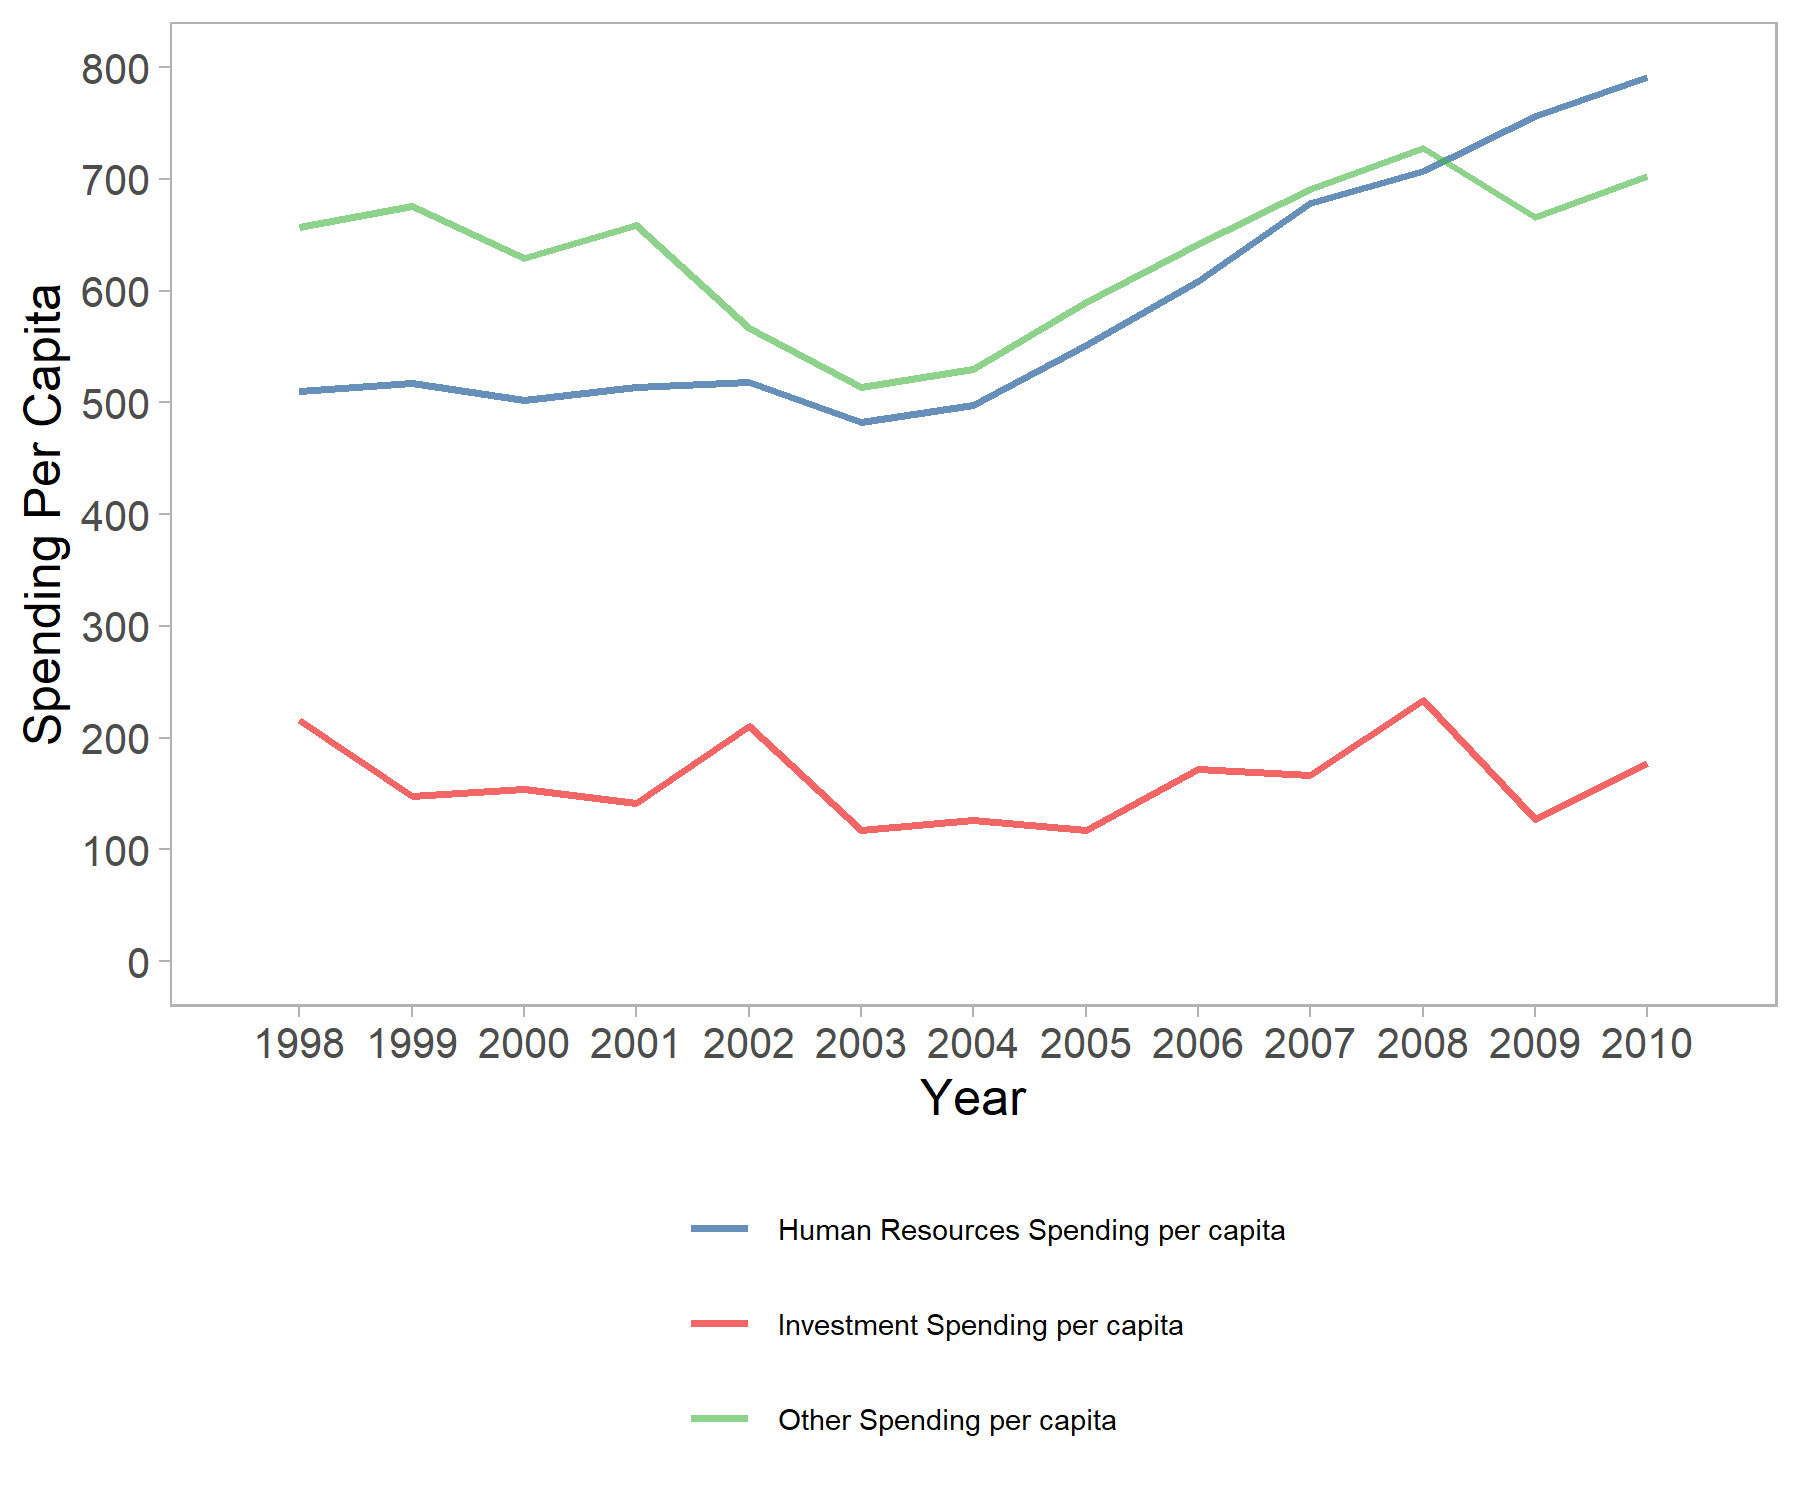 800
700
600
500
400
300
200
100
0
Spending Per Capita
1998 1999 2000 2001 2002 2003 2004 2005 2006 2007 2008 2009 2010
Year
Human Resources Spending per capita
Investment Spending per capita
Other Spending per capita